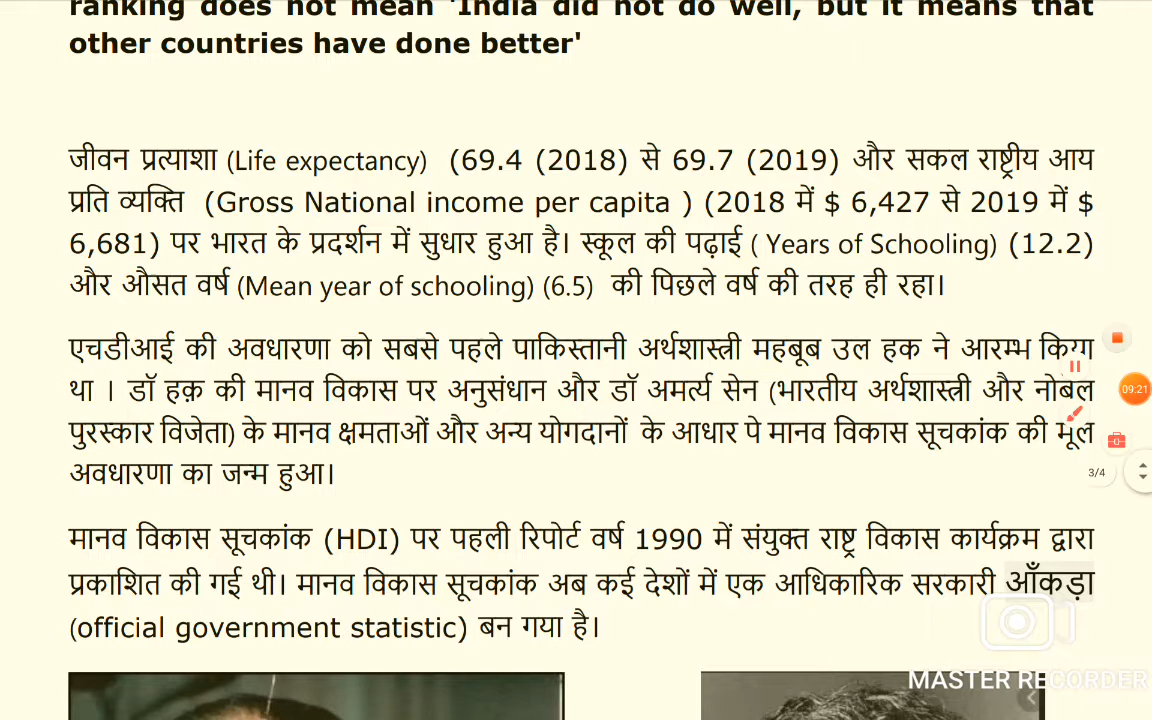 ranking does not mean 'India did not do well, but it means that
other countries have done better'
जीवन प्रत्याशा (Life expectancy) (69.4 (2018) से 69.7 (2019) और सकल राष्ट्रीय आय
प्रति व्यक्ति (Gross National income per capita ) (2018 में $ 6,427 से 2019 में $
6,681) पर भारत के प्रदर्शन में सुधार हुआ है। स्कूल की पढ़ाई ( Years of Schooling) (12.2)
और औसत वर्ष (Mean year of schooling) (6.5) की पिछले वर्ष की तरह ही रहा।
एचडीआई की अवधारणा को सबसे पहले पाकिस्तानी अर्थशास्त्री महबूब उल हक ने आरम्भ किया
था । डॉ हक़ की मानव विकास पर अनुसंधान और डॉ अमर्त्य सेन (भारतीय अर्थशास्त्री और नोबल
09:21
पुरस्कार विजेता) के मानव क्षमताओं और अन्य योगदानों के आधार पे मानव विकास सूचकांक की मूल
अवधारणा का जन्म हुआ।
3/4
मानव विकास सूचकांक (HDI) पर पहली रिपोर्ट वर्ष 1990 में संयुक्त राष्ट्र विकास कार्यक्रम द्वारा
प्रकाशित की गई थी। मानव विकास सूचकांक अब कई देशों में एक आधिकारिक सरकारी आँकड़ा
(official government statistic) बन गया है।
MASTER RECORDER